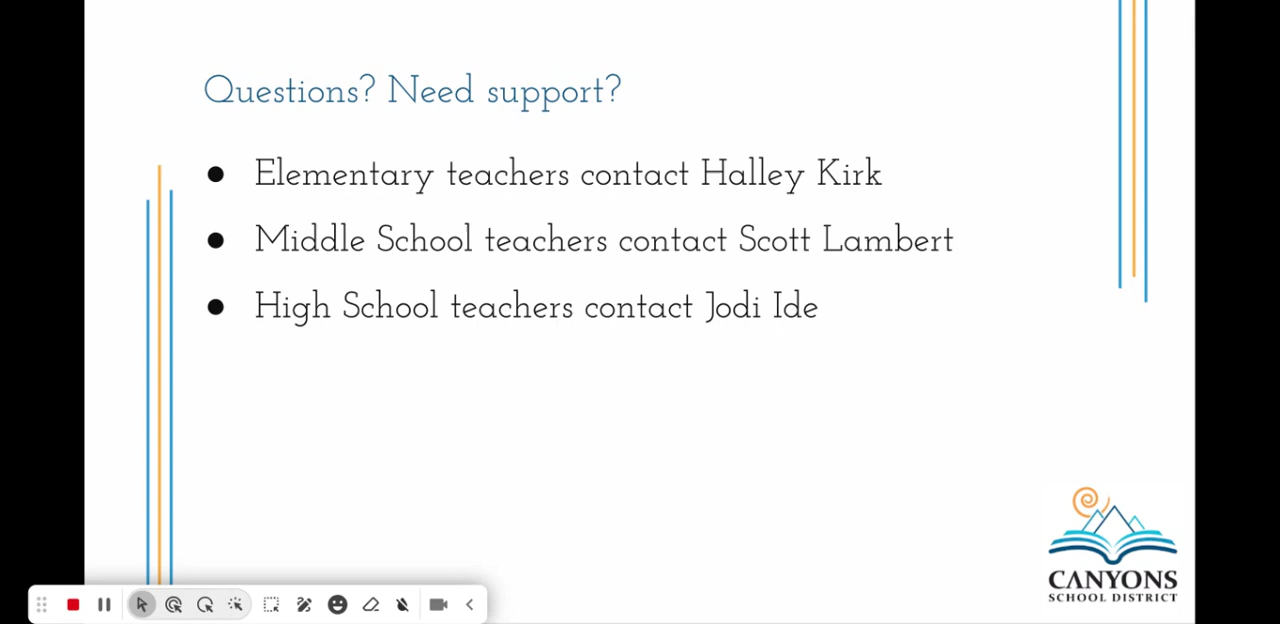 Questions? Need support?
● Elementary teachers contact Halley Kirk
● Middle School teachers contact Scott Lambert
● High School teachers contact Jodi Ide
CANYONS
SCHOOL DISTRICT